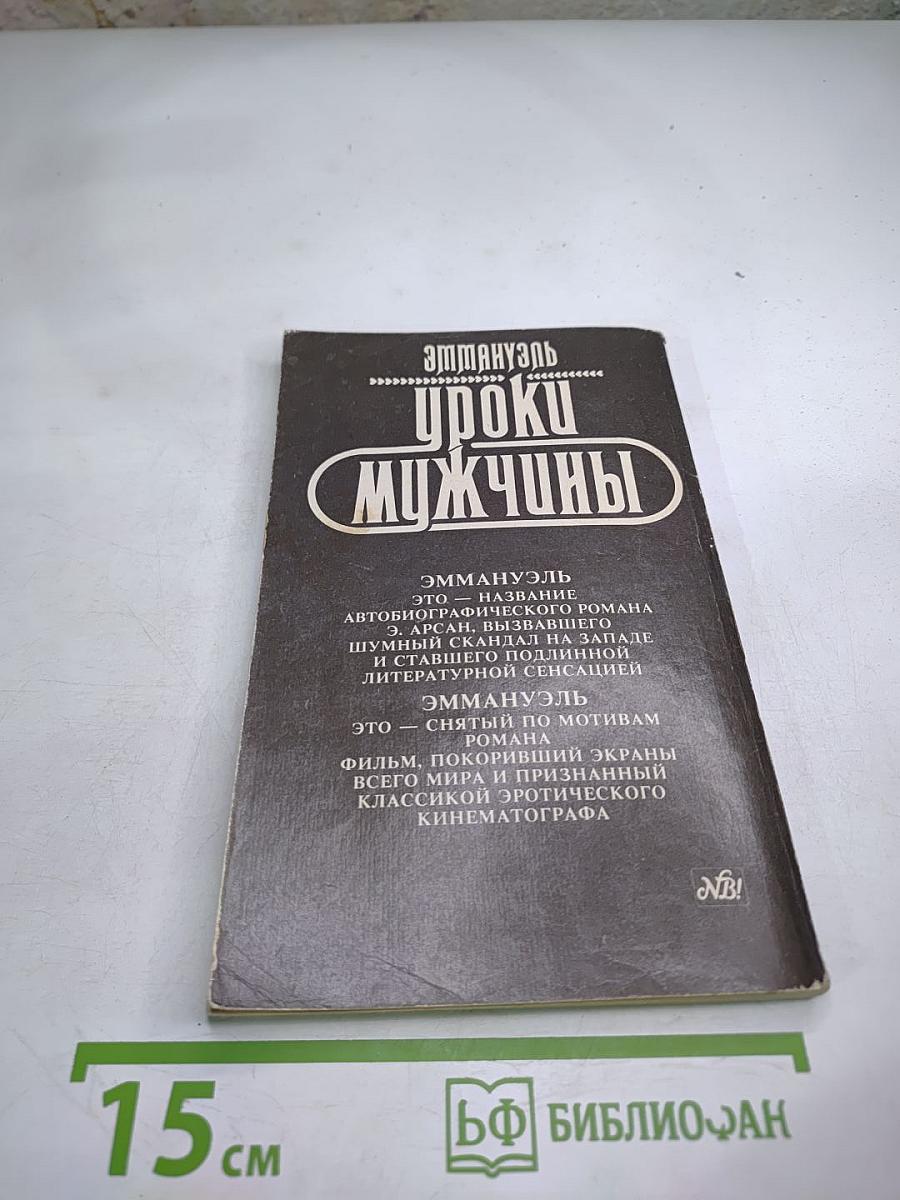 ЭММАНУЭЛЬ
УРОКИ
МУЖЧИНЫ
ЭММАНУЭЛЬ
ЭТО — НАЗВАНИЕ
АВТОБИОГРАФИЧЕСКОГО РОМАНА
Э. АРСАН, ВЫЗВАВШЕГО
ШУМНЫЙ СКАНДАЛ НА ЗАПАДЕ
И СТАВШЕГО ПОДЛИННОЙ
ЛИТЕРАТУРНОЙ СЕНСАЦИЕЙ
ЭММАНУЭЛЬ
ЭТО — СНЯТЫЙ ПО МОТИВАМ
РОМАНА
ФИЛЬМ, ПОКОРИВШИЙ ЭКРАНЫ
ВСЕГО МИРА И ПРИЗНАННЫЙ
КЛАССИКОЙ ЭРОТИЧЕСКОГО
КИНЕМАТОГРАФА
NB!
15 см
БФ БИБЛИОФАН